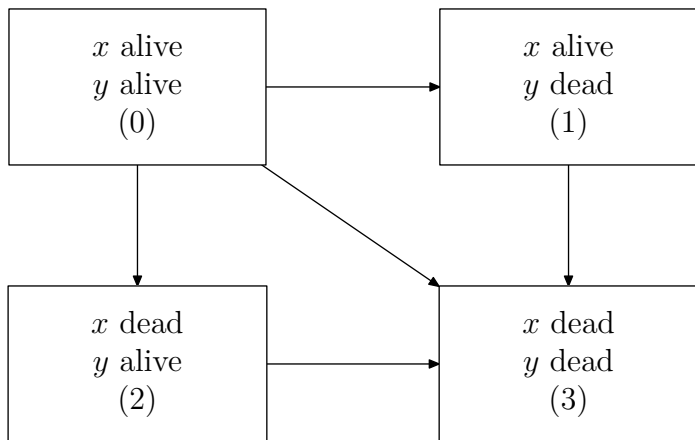 x alive
y alive
(0)
x alive
y dead
(1)
x dead
y alive
(2)
x dead
y dead
(3)